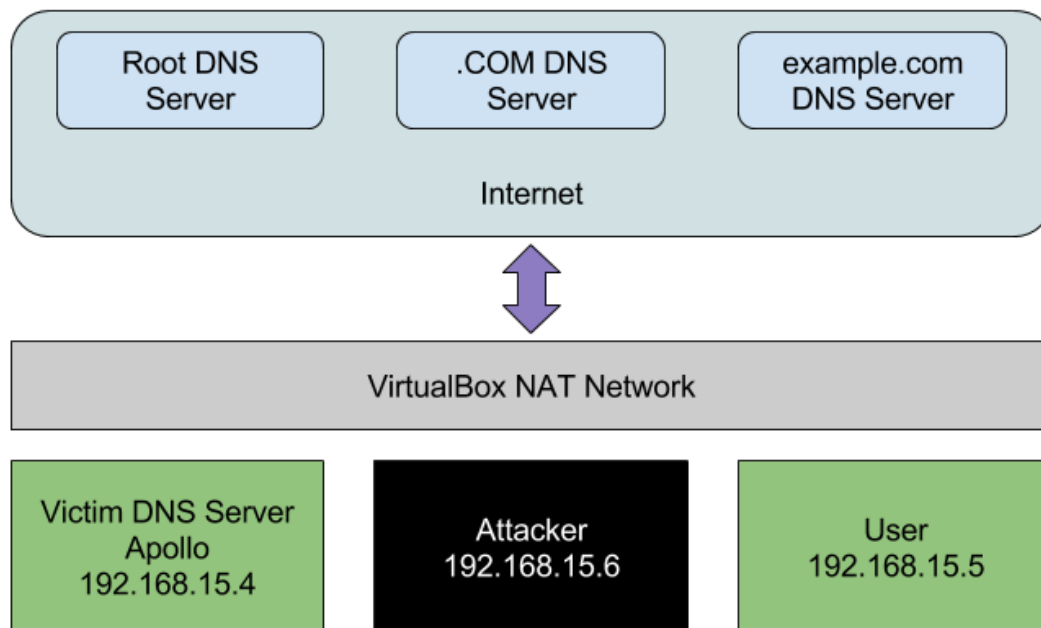 Root DNS
Server
.COM DNS
Server
example.com
DNS Server
Internet
VirtualBox NAT Network
Victim DNS Server
Apollo
192.168.15.4
Attacker
192.168.15.6
User
192.168.15.5